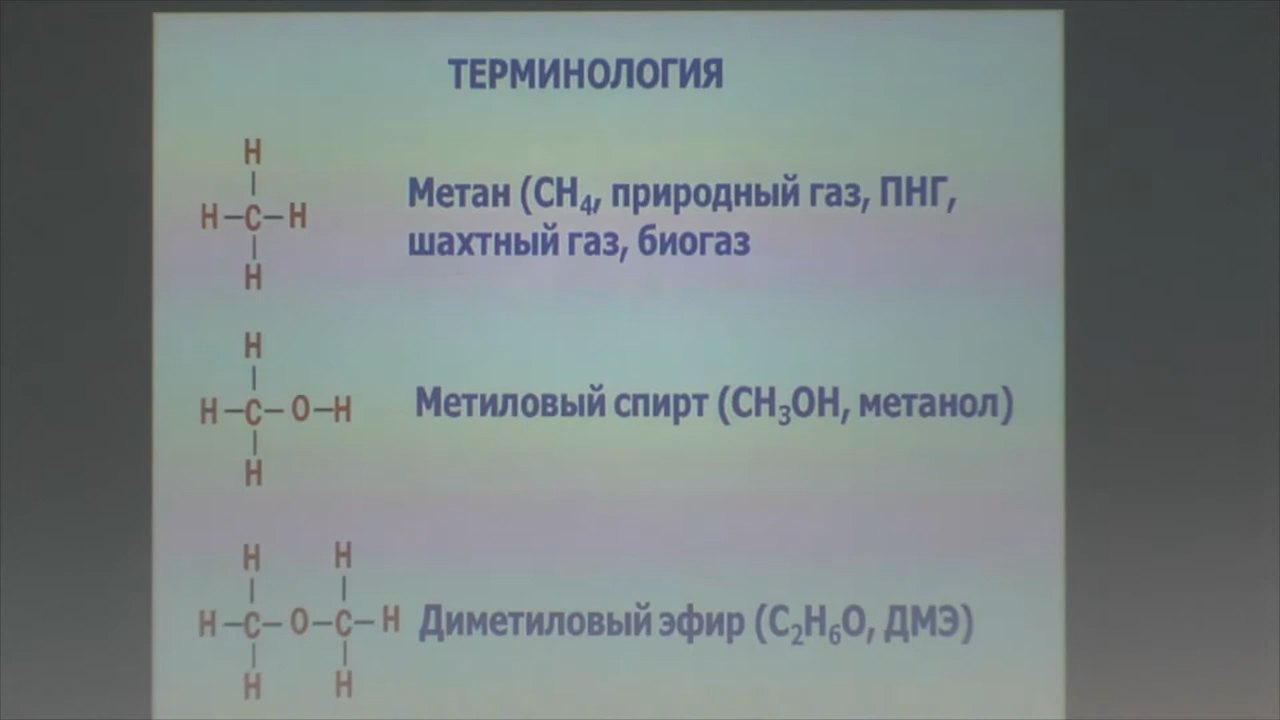 ТЕРМИНОЛОГИЯ
H
H–C–H
H
Метан (CH₄, природный газ, ПНГ,
шахтный газ, биогаз
H
H–C–O–H
H
Метиловый спирт (CH₃OH, метанол)
H H
H–C–O–C–H
H H
Диметиловый эфир (C₂H₆O, ДМЭ)